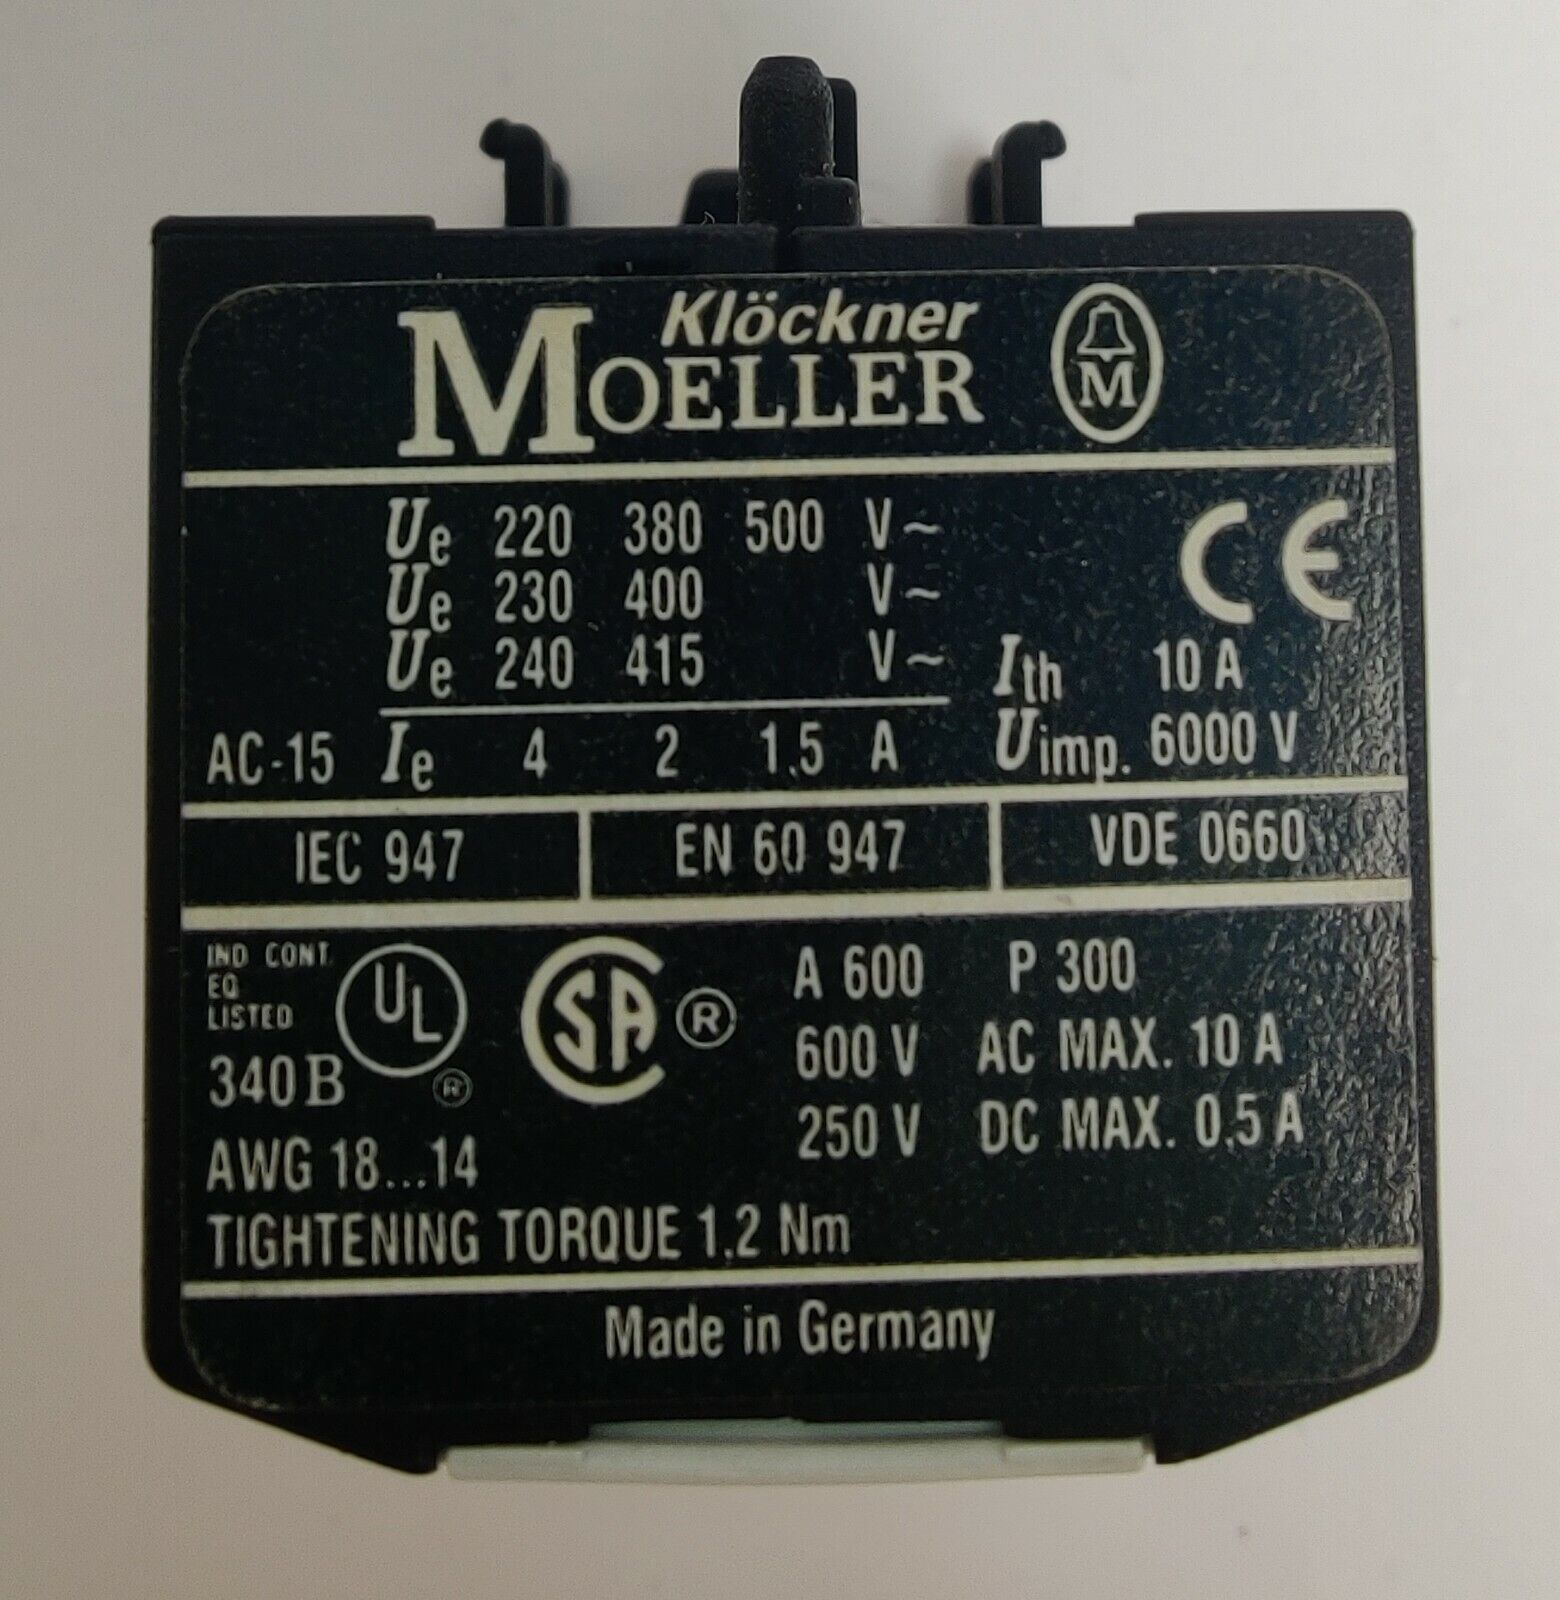 Klöckner
MOELLER
M
Ue 220 380 500 V~
Ue 230 400 V~
Ue 240 415 V~
AC-15 Ie 4 2 1.5 A
CE
Ith 10 A
Uimp. 6000 V
IEC 947 EN 60 947 VDE 0660
IND CONT.
EQ
LISTED
340B
UL ®
SA ®
A 600 P 300
600 V AC MAX. 10 A
250 V DC MAX. 0.5 A
AWG 18...14
TIGHTENING TORQUE 1.2 Nm
Made in Germany